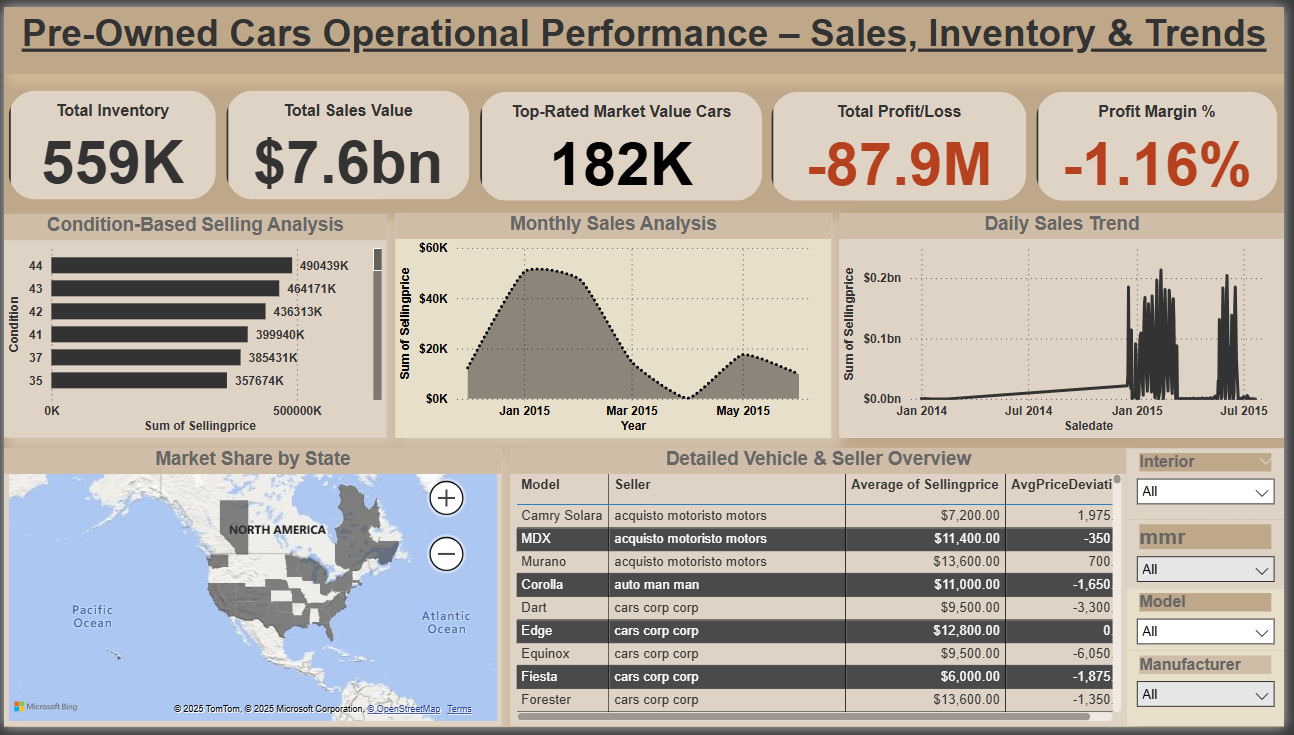 Pre-Owned Cars Operational Performance – Sales, Inventory & Trends
Total Inventory
559K
Total Sales Value
$7.6bn
Top-Rated Market Value Cars
182K
Total Profit/Loss
-87.9M
Profit Margin %
-1.16%
Condition-Based Selling Analysis
Condition
44 490439K
43 464171K
42 436313K
41 399940K
37 385431K
35 357674K
0K 500000K
Sum of Sellingprice
Monthly Sales Analysis
Sum of Sellingprice
$60K
$40K
$20K
$0K
Jan 2015 Mar 2015 May 2015
Year
Daily Sales Trend
Sum of Sellingprice
$0.2bn
$0.1bn
$0.0bn
Jan 2014 Jul 2014 Jan 2015 Jul 2015
Saledate
Market Share by State
NORTH AMERICA
Pacific
Ocean
Atlantic
Ocean
Microsoft Bing
© 2025 TomTom, © 2025 Microsoft Corporation, © OpenStreetMap Terms
Detailed Vehicle & Seller Overview
Model Seller Average of Sellingprice AvgPriceDeviati
Camry Solara acquisto motoristo motors $7,200.00 1,975.
MDX acquisto motoristo motors $11,400.00 -350.
Murano acquisto motoristo motors $13,600.00 700.
Corolla auto man man $11,000.00 -1,650.
Dart cars corp corp $9,500.00 -3,300.
Edge cars corp corp $12,800.00 0.
Equinox cars corp corp $9,500.00 -6,050.
Fiesta cars corp corp $6,000.00 -1,875.
Forester cars corp corp $13,600.00 -1,350.
Interior
All
mmr
All
Model
All
Manufacturer
All